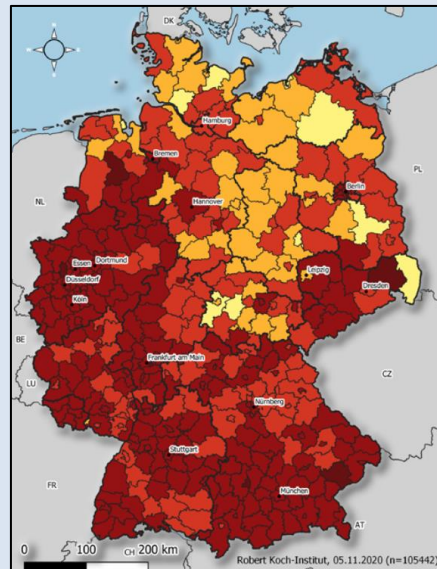 DK
Hamburg
Bremen
PL
NL
Berlin
Hannover
Essen
Dortmund
Düsseldorf
Leipzig
Köln
Dresden
BE
Frankfurt am Main
LU
CZ
Nürnberg
Stuttgart
FR
München
AT
0 100 200 km
CH
Robert Koch-Institut, 05.11.2020 (n=105442)